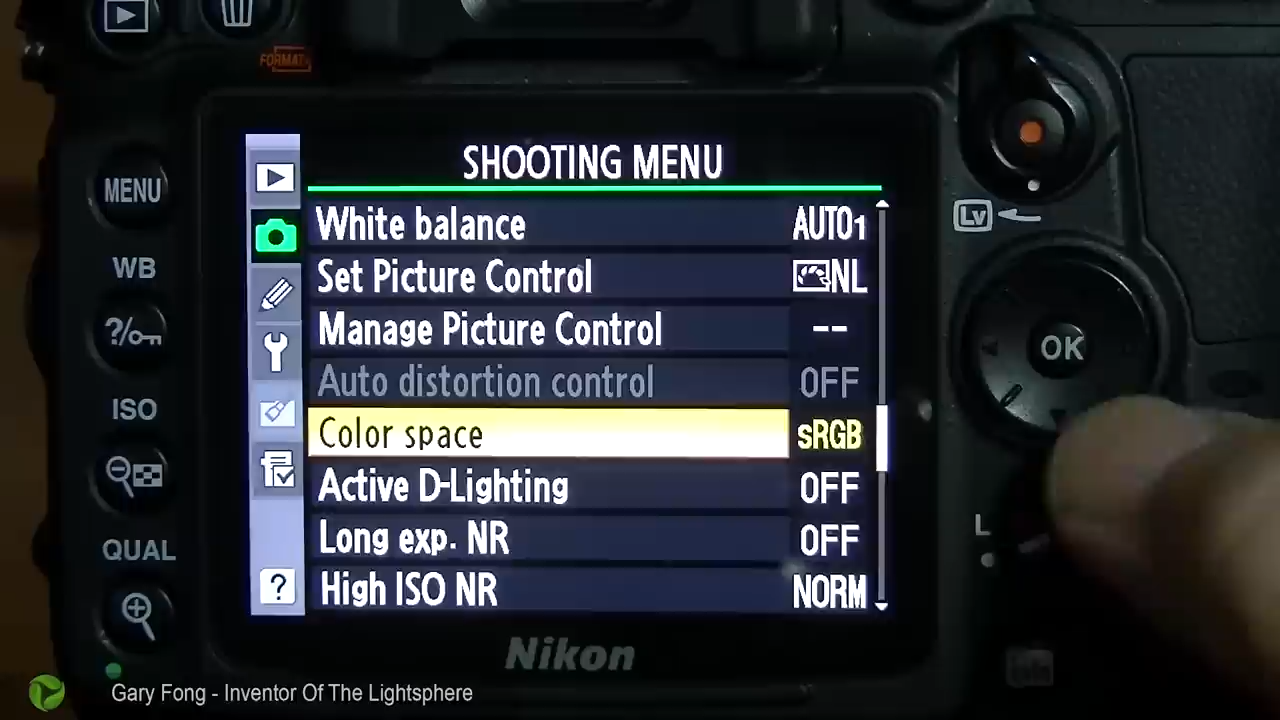 FORMAT
SHOOTING MENU
White balance AUTO1
Set Picture Control NL
Manage Picture Control --
Auto distortion control OFF
Color space sRGB
Active D-Lighting OFF
Long exp. NR OFF
High ISO NR NORM
?
MENU
WB
?/
ISO
QUAL
Lv
OK
L
info
Nikon
Gary Fong - Inventor Of The Lightsphere